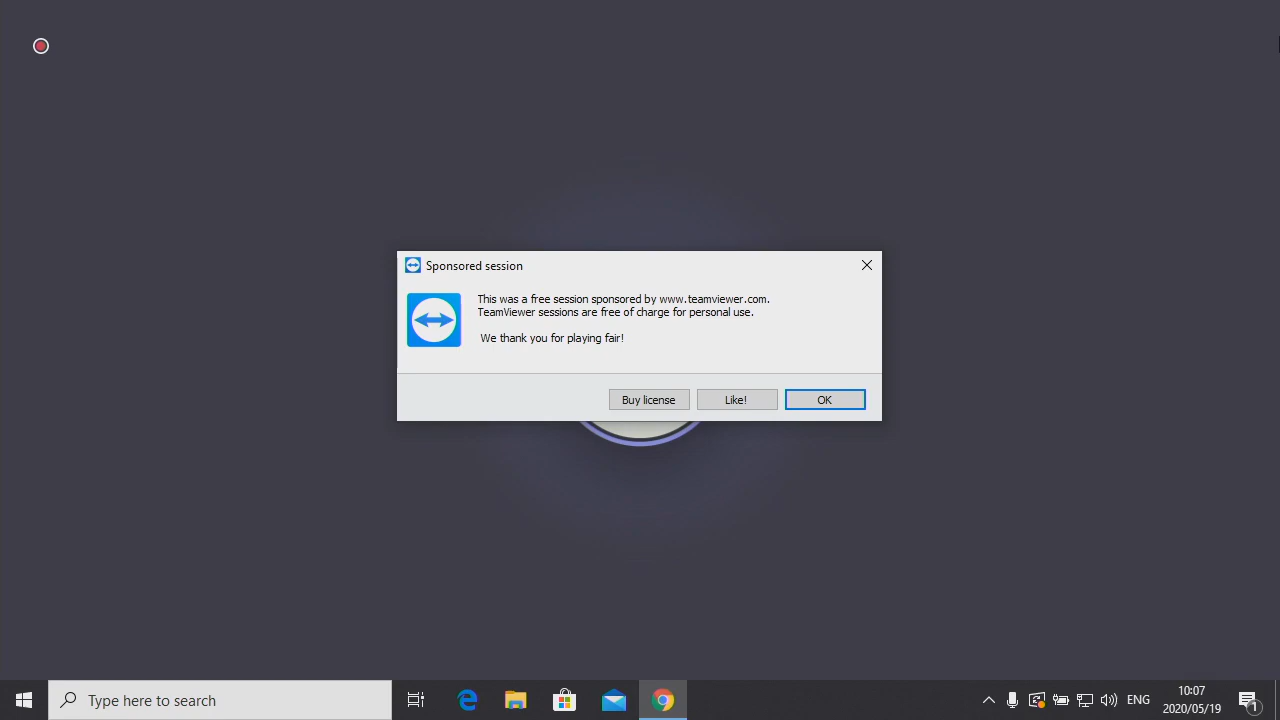 Sponsored session
This was a free session sponsored by www.teamviewer.com.
TeamViewer sessions are free of charge for personal use.
We thank you for playing fair!
Buy license
Like!
OK
Type here to search
ENG
10:07
2020/05/19
1